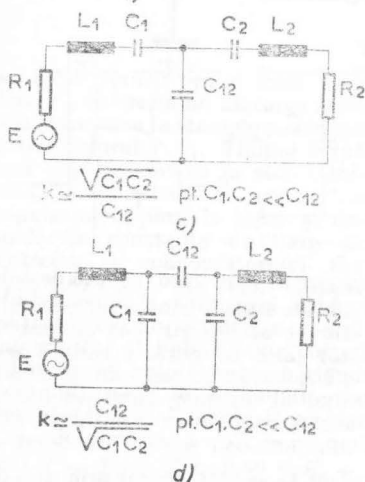 L1 C1 C2 L2
R1 C12 R2
E
k≃ √C1C2 / C12 pt. C1,C2 << C12
c)
L1 C12 L2
R1 C1 C2 R2
E
k≃ C12 / √C1C2 pt. C1,C2 << C12
d)